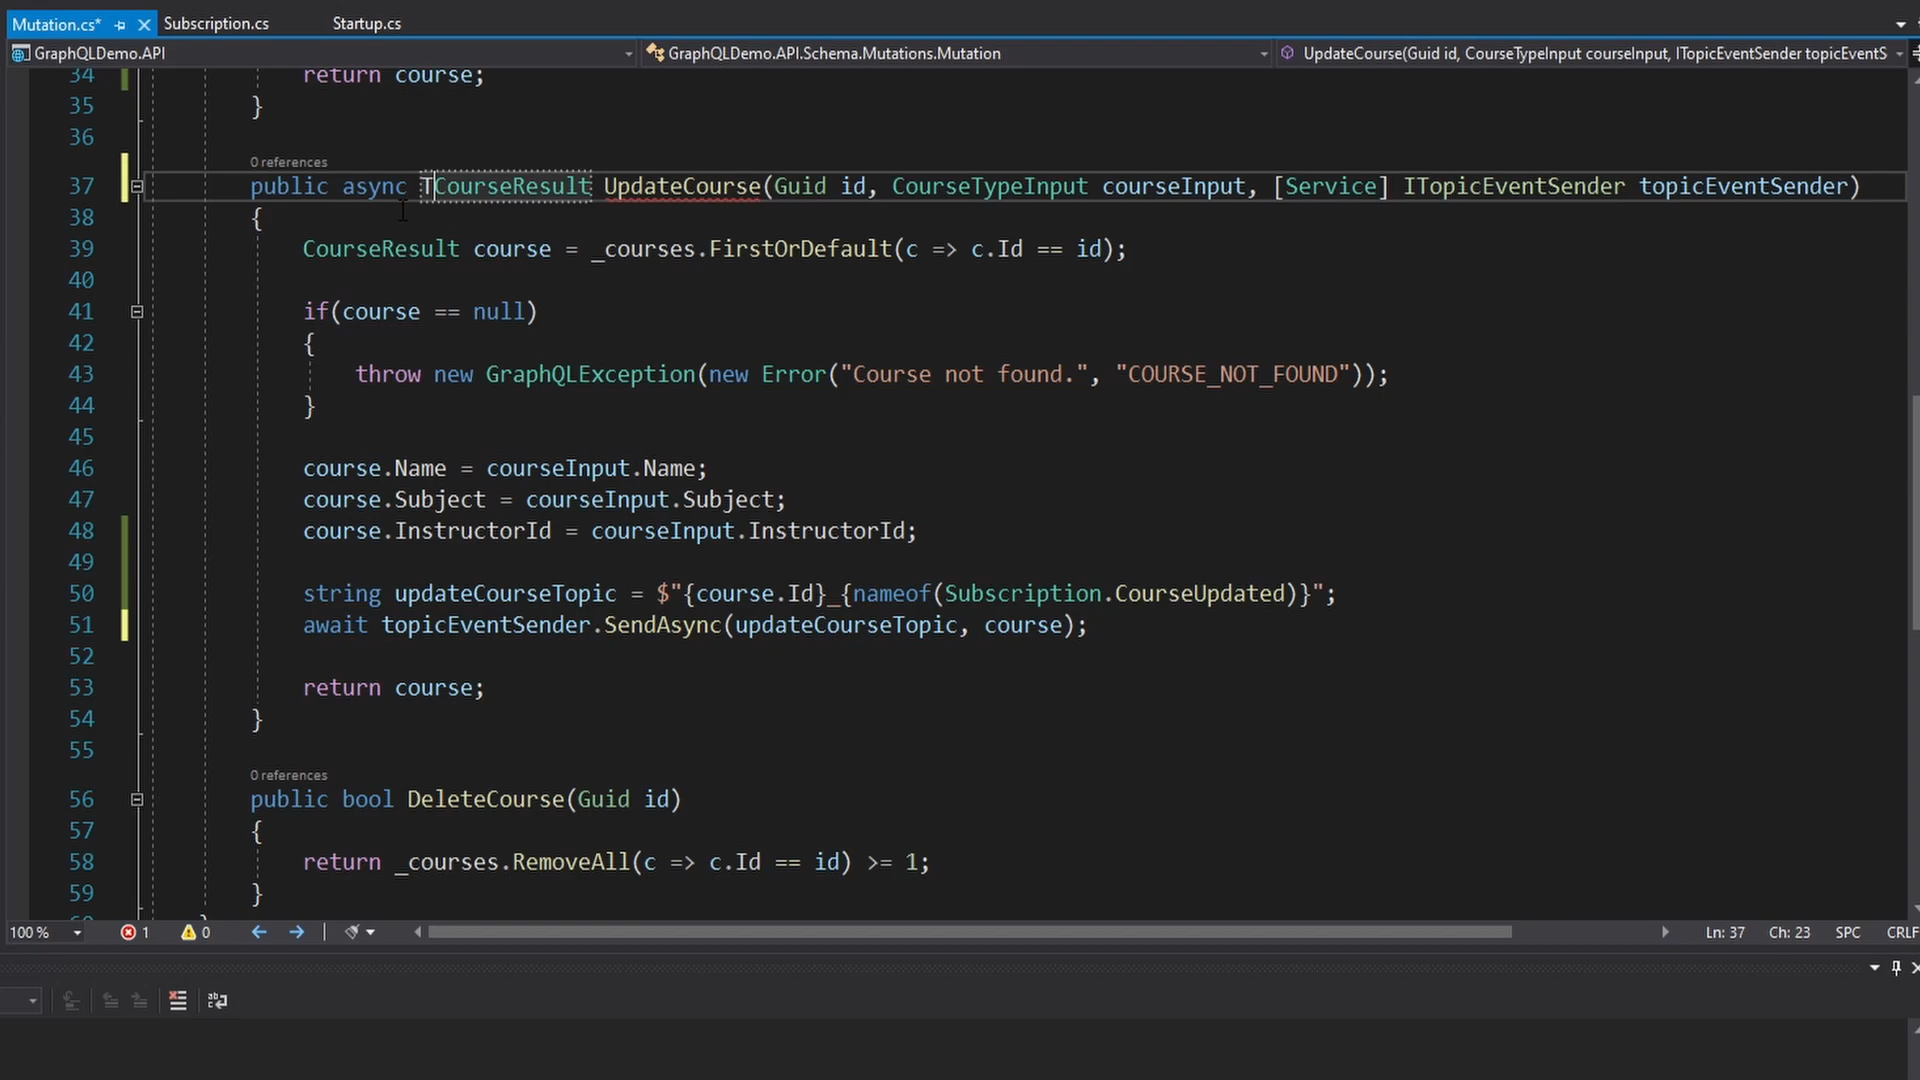 Mutation.cs* Subscription.cs Startup.cs
GraphQLDemo.API GraphQLDemo.API.Schema.Mutations.Mutation UpdateCourse(Guid id, CourseTypeInput courseInput, ITopicEventSender topicEventS
34 return course;
35 }
36
0 references
37 public async TCourseResult UpdateCourse(Guid id, CourseTypeInput courseInput, [Service] ITopicEventSender topicEventSender)
38 {
39 CourseResult course = _courses.FirstOrDefault(c => c.Id == id);
40
41 if(course == null)
42 {
43 throw new GraphQLException(new Error("Course not found.", "COURSE_NOT_FOUND"));
44 }
45
46 course.Name = courseInput.Name;
47 course.Subject = courseInput.Subject;
48 course.InstructorId = courseInput.InstructorId;
49
50 string updateCourseTopic = $"{course.Id}_{nameof(Subscription.CourseUpdated)}";
51 await topicEventSender.SendAsync(updateCourseTopic, course);
52
53 return course;
54 }
55
0 references
56 public bool DeleteCourse(Guid id)
57 {
58 return _courses.RemoveAll(c => c.Id == id) >= 1;
59 }
100 % 1 0 Ln: 37 Ch: 23 SPC CRLF